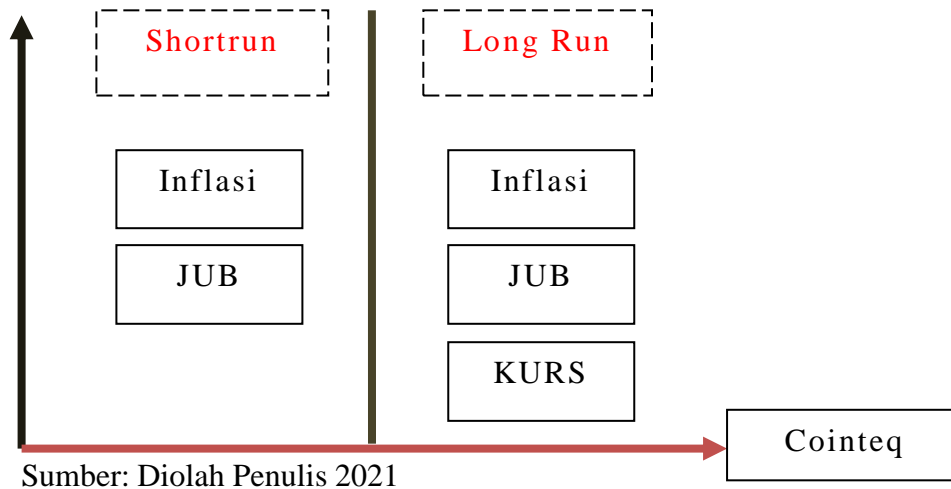 Shortrun
Long Run
Inflasi
Inflasi
JUB
JUB
KURS
Cointeq
Sumber: Diolah Penulis 2021